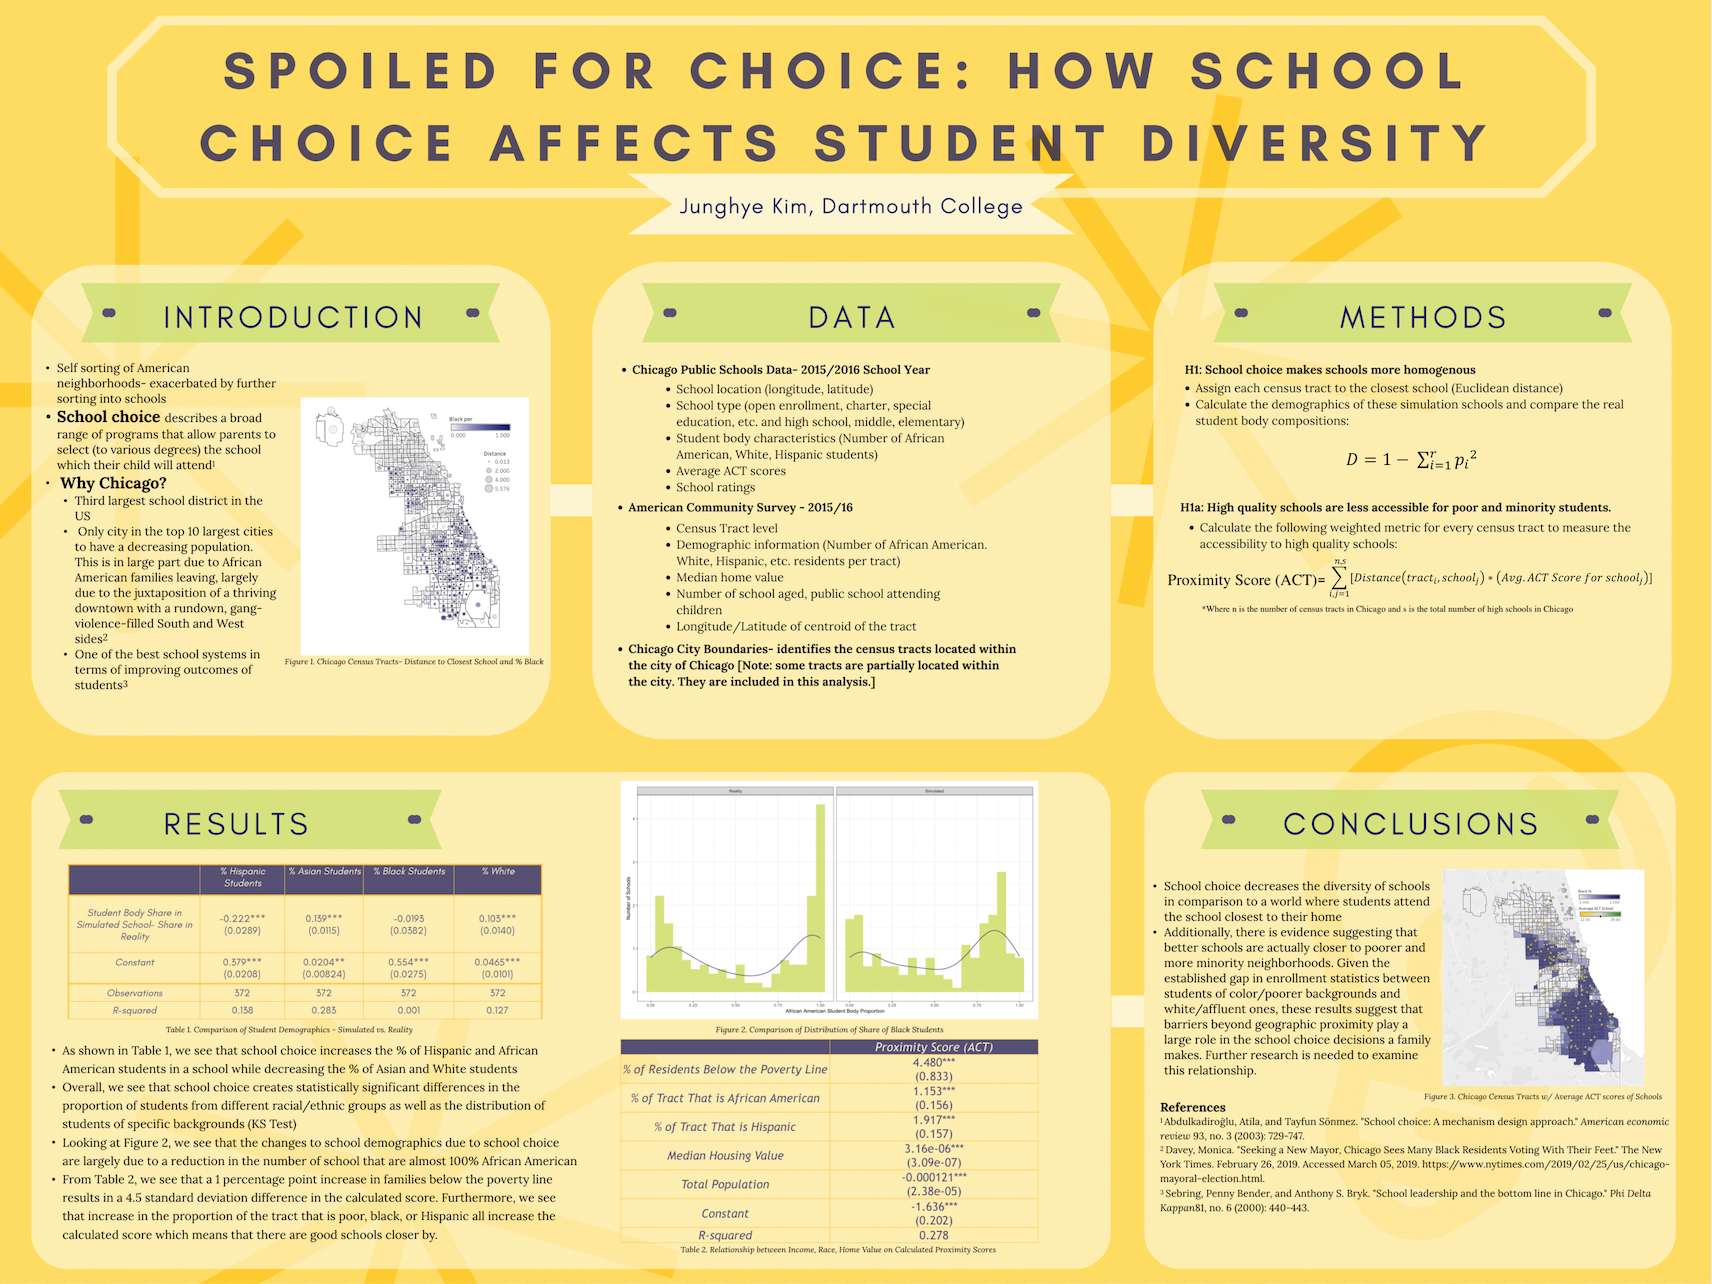 SPOILED FOR CHOICE: HOW SCHOOL
CHOICE AFFECTS STUDENT DIVERSITY
Junghye Kim, Dartmouth College
INTRODUCTION
• Self sorting of American
neighborhoods- exacerbated by further
sorting into schools
• School choice describes a broad
range of programs that allow parents to
select (to various degrees) the school
which their child will attend¹
• Why Chicago?
• Third largest school district in the
US
• Only city in the top 10 largest cities
to have a decreasing population.
This is in large part due to African
American families leaving, largely
due to the juxtaposition of a thriving
downtown with a rundown, gang-
violence-filled South and West
sides²
• One of the best school systems in
terms of improving outcomes of
students³
Black per
0.000 1.000
Distance
0.013
2.000
4.000
5.576
Figure 1. Chicago Census Tracts- Distance to Closest School and % Black
DATA
• Chicago Public Schools Data- 2015/2016 School Year
• School location (longitude, latitude)
• School type (open enrollment, charter, special
education, etc. and high school, middle, elementary)
• Student body characteristics (Number of African
American, White, Hispanic students)
• Average ACT scores
• School ratings
• American Community Survey - 2015/16
• Census Tract level
• Demographic information (Number of African American.
White, Hispanic, etc. residents per tract)
• Median home value
• Number of school aged, public school attending
children
• Longitude/Latitude of centroid of the tract
• Chicago City Boundaries- identifies the census tracts located within
the city of Chicago [Note: some tracts are partially located within
the city. They are included in this analysis.]
METHODS
H1: School choice makes schools more homogenous
• Assign each census tract to the closest school (Euclidean distance)
• Calculate the demographics of these simulation schools and compare the real
student body compositions:
D = 1 − ∑ᵣᵢ₌₁ pᵢ²
H1a: High quality schools are less accessible for poor and minority students.
• Calculate the following weighted metric for every census tract to measure the
accessibility to high quality schools:
n,s
Proximity Score (ACT)= ∑ [Distance(tractᵢ, schoolⱼ) * (Avg. ACT Score for schoolⱼ)]
i,j=1
*Where n is the number of census tracts in Chicago and s is the total number of high schools in Chicago
RESULTS
% Hispanic Students % Asian Students % Black Students % White
Student Body Share in Simulated School- Share in Reality -0.222*** 0.139*** -0.0193 0.103***
(0.0289) (0.0115) (0.0382) (0.0140)
Constant 0.379*** 0.0204** 0.554*** 0.0465***
(0.0208) (0.00824) (0.0275) (0.0101)
Observations 372 372 372 372
R-squared 0.138 0.283 0.001 0.127
Table 1. Comparison of Student Demographics - Simulated vs. Reality
• As shown in Table 1, we see that school choice increases the % of Hispanic and African
American students in a school while decreasing the % of Asian and White students
• Overall, we see that school choice creates statistically significant differences in the
proportion of students from different racial/ethnic groups as well as the distribution of
students of specific backgrounds (KS Test)
• Looking at Figure 2, we see that the changes to school demographics due to school choice
are largely due to a reduction in the number of school that are almost 100% African American
• From Table 2, we see that a 1 percentage point increase in families below the poverty line
results in a 4.5 standard deviation difference in the calculated score. Furthermore, we see
that increase in the proportion of the tract that is poor, black, or Hispanic all increase the
calculated score which means that there are good schools closer by.
Reality Simulated
Number of Schools
4
3
2
1
0
0.00 0.25 0.50 0.75 1.00 0.00 0.25 0.50 0.75 1.00
African American Student Body Proportion
Figure 2. Comparison of Distribution of Share of Black Students
Proximity Score (ACT)
% of Residents Below the Poverty Line 4.480***
(0.833)
% of Tract That is African American 1.153***
(0.156)
% of Tract That is Hispanic 1.917***
(0.157)
Median Housing Value 3.16e-06***
(3.09e-07)
Total Population -0.000121***
(2.38e-05)
Constant -1.636***
(0.202)
R-squared 0.278
Table 2. Relationship between Income, Race, Home Value on Calculated Proximity Scores
CONCLUSIONS
• School choice decreases the diversity of schools
in comparison to a world where students attend
the school closest to their home
• Additionally, there is evidence suggesting that
better schools are actually closer to poorer and
more minority neighborhoods. Given the
established gap in enrollment statistics between
students of color/poorer backgrounds and
white/affluent ones, these results suggest that
barriers beyond geographic proximity play a
large role in the school choice decisions a family
makes. Further research is needed to examine
this relationship.
Black %
0.000 1.000
Average ACT School
Figure 3. Chicago Census Tracts w/ Average ACT scores of Schools
References
¹ Abdulkadiroğlu, Atila, and Tayfun Sönmez. "School choice: A mechanism design approach." American economic
review 93, no. 3 (2003): 729-747.
² Davey, Monica. "Seeking a New Mayor, Chicago Sees Many Black Residents Voting With Their Feet." The New
York Times. February 26, 2019. Accessed March 05, 2019. https://www.nytimes.com/2019/02/25/us/chicago-
mayoral-election.html.
³ Sebring, Penny Bender, and Anthony S. Bryk. "School leadership and the bottom line in Chicago." Phi Delta
Kappan81, no. 6 (2000): 440-443.